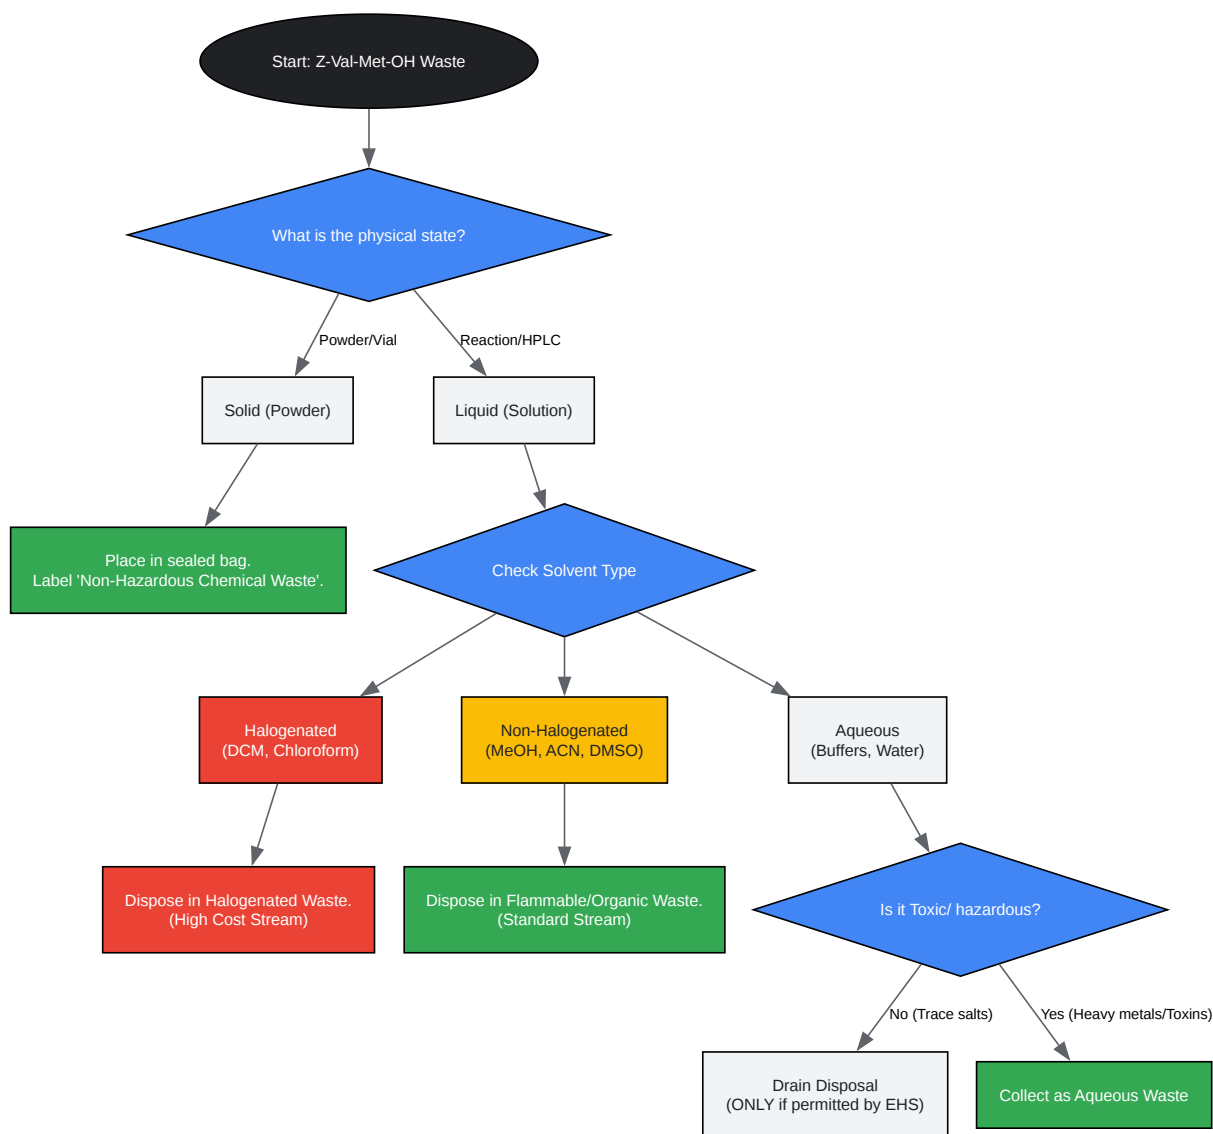 Start: Z-Val-Met-OH Waste
What is the physical state?
Powder/Vial
Reaction/HPLC
Solid (Powder)
Liquid (Solution)
Place in sealed bag.
Label 'Non-Hazardous Chemical Waste'.
Check Solvent Type
Halogenated
(DCM, Chloroform)
Non-Halogenated
(MeOH, ACN, DMSO)
Aqueous
(Buffers, Water)
Dispose in Halogenated Waste.
(High Cost Stream)
Dispose in Flammable/Organic Waste.
(Standard Stream)
Is it Toxic/ hazardous?
No (Trace salts)
Yes (Heavy metals/Toxins)
Drain Disposal
(ONLY if permitted by EHS)
Collect as Aqueous Waste